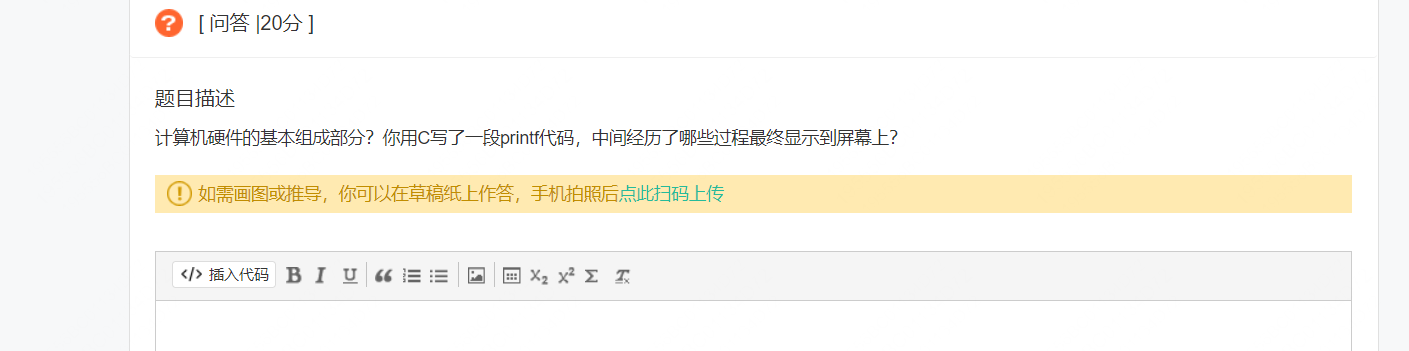 [ 问答 |20分 ]
题目描述
计算机硬件的基本组成部分？你用C写了一段printf代码，中间经历了哪些过程最终显示到屏幕上？
如需画图或推导，你可以在草稿纸上作答，手机拍照后点此扫码上传
</> 插入代码 B I U X₂ X² Σ Tx